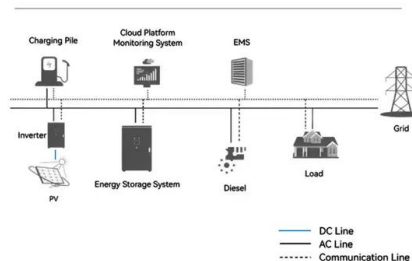 Charging Pile
Cloud Platform
Monitoring System
EMS
Grid
Inverter
PV
Energy Storage System
Diesel
Load
DC Line
AC Line
Communication Line